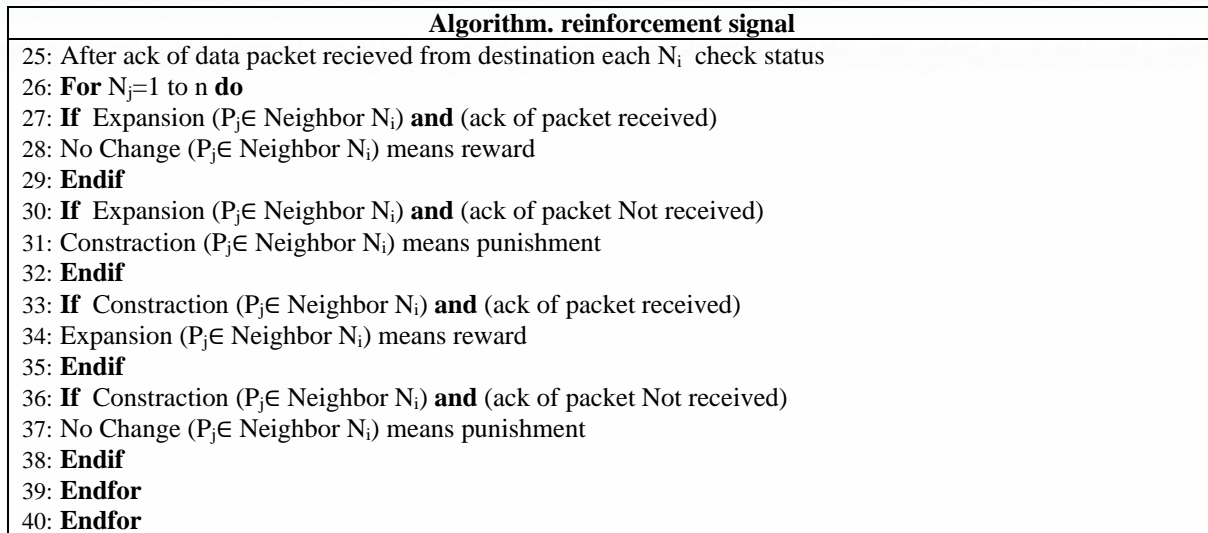 Algorithm. reinforcement signal
25: After ack of data packet recieved from destination each Ni check status
26: For Nj=1 to n do
27: If Expansion (Pj∈ Neighbor Ni) and (ack of packet received)
28: No Change (Pj∈ Neighbor Ni) means reward
29: Endif
30: If Expansion (Pj∈ Neighbor Ni) and (ack of packet Not received)
31: Constraction (Pj∈ Neighbor Ni) means punishment
32: Endif
33: If Constraction (Pj∈ Neighbor Ni) and (ack of packet received)
34: Expansion (Pj∈ Neighbor Ni) means reward
35: Endif
36: If Constraction (Pj∈ Neighbor Ni) and (ack of packet Not received)
37: No Change (Pj∈ Neighbor Ni) means punishment
38: Endif
39: Endfor
40: Endfor